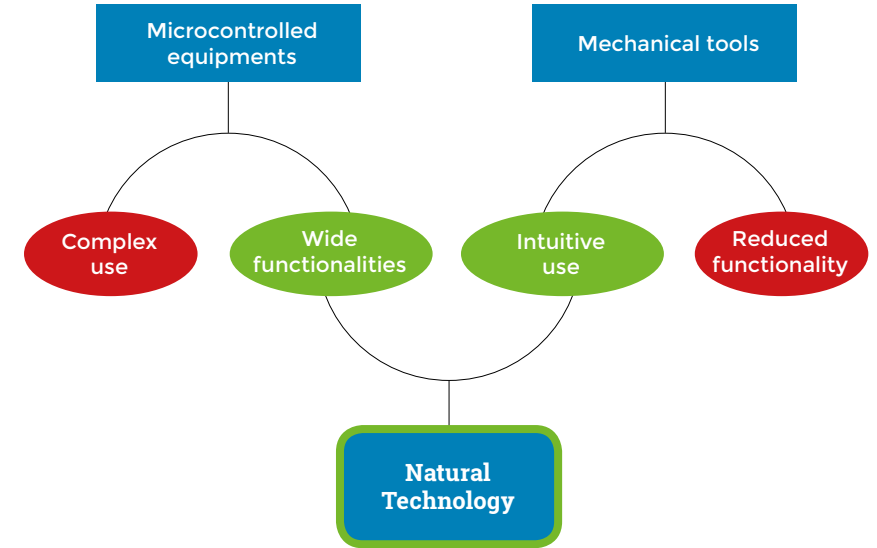 Microcontrolled
equipments
Mechanical tools
Complex
use
Wide
functionalities
Intuitive
use
Reduced
functionality
Natural
Technology